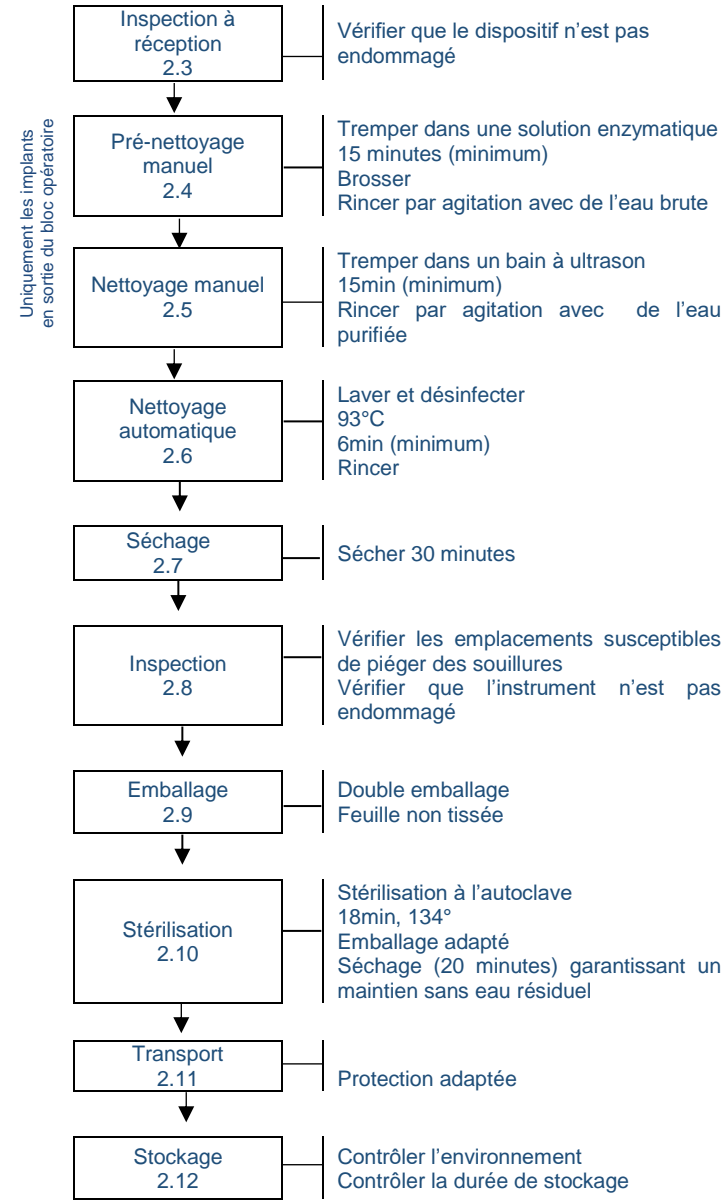 Inspection à
réception
2.3
Vérifier que le dispositif n’est pas
endommagé
Uniquement les implants
en sortie du bloc opératoire
Pré-nettoyage
manuel
2.4
Tremper dans une solution enzymatique
15 minutes (minimum)
Brosser
Rincer par agitation avec de l’eau brute
Nettoyage manuel
2.5
Tremper dans un bain à ultrason
15min (minimum)
Rincer par agitation avec de l’eau
purifiée
Nettoyage
automatique
2.6
Laver et désinfecter
93°C
6min (minimum)
Rincer
Séchage
2.7
Sécher 30 minutes
Inspection
2.8
Vérifier les emplacements susceptibles
de piéger des souillures
Vérifier que l’instrument n’est pas
endommagé
Emballage
2.9
Double emballage
Feuille non tissée
Stérilisation
2.10
Stérilisation à l’autoclave
18min, 134°
Emballage adapté
Séchage (20 minutes) garantissant un
maintien sans eau résiduel
Transport
2.11
Protection adaptée
Stockage
2.12
Contrôler l’environnement
Contrôler la durée de stockage